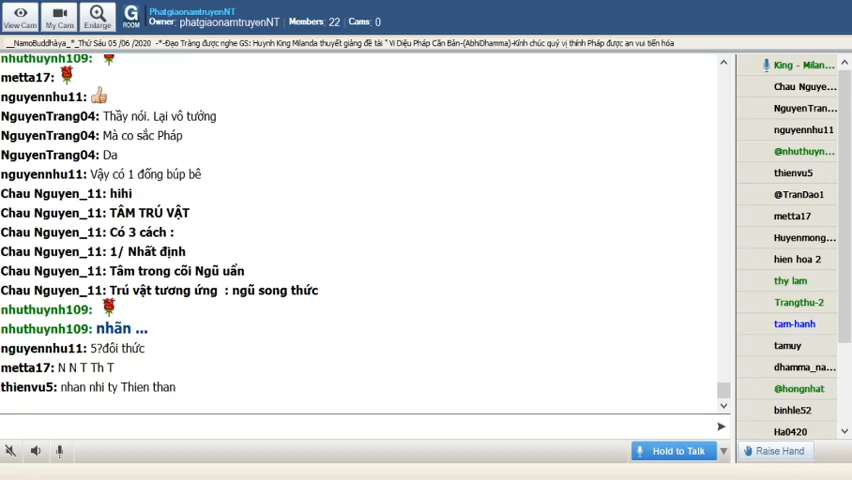 View Cam
My Cam
Enlarge
G
ROOM
PhatgiaonamtruyenNT
Owner: phatgiaonamtruyenNT Members: 22 Cams: 0
__NamoBuddhàya_*_Thứ Sáu 05 /06 /2020 -*-Đạo Tràng được nghe GS: Huynh King Milanda thuyết giảng đề tài " Vi Diệu Pháp Căn Bản-(AbhiDhamma)-Kính chúc quý vị thính Pháp được an vui tiến hóa
nhuthuynh109:
metta17:
nguyennhu11:
NguyenTrang04: Thầy nói. Lại vô tưởng
NguyenTrang04: Mà co sắc Pháp
NguyenTrang04: Da
nguyennhu11: Vậy có 1 đống búp bê
Chau Nguyen_11: hihi
Chau Nguyen_11: TÂM TRÚ VẬT
Chau Nguyen_11: Có 3 cách :
Chau Nguyen_11: 1/ Nhất định
Chau Nguyen_11: Tâm trong cõi Ngũ uẩn
Chau Nguyen_11: Trú vật tương ứng : ngũ song thức
nhuthuynh109:
nhuthuynh109: nhãn ...
nguyennhu11: 5?đôi thức
metta17: N N T Th T
thienvu5: nhan nhi ty Thien than
King - Milan...
Chau Nguye...
NguyenTran...
nguyennhu11
@nhuthuyn...
thienvu5
@TranDao1
metta17
Huyenmong...
hien hoa 2
thy lam
Trangthu-2
tam-hanh
tamuy
dhamma_na...
@hongnhat
binhle52
Ha0420
Hold to Talk
Raise Hand